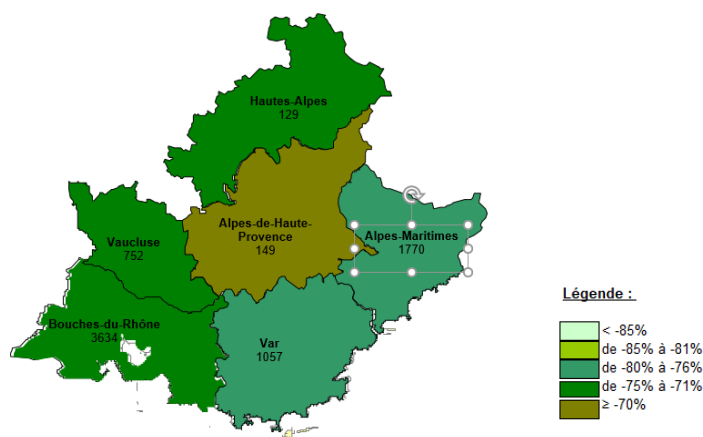 Hautes-Alpes
129
Alpes-de-Haute-
Provence
149
Alpes-Maritimes
1770
Vaucluse
752
Bouches-du-Rhône
3634
Var
1057
Légende :
< -85%
de -85% à -81%
de -80% à -76%
de -75% à -71%
≥ -70%